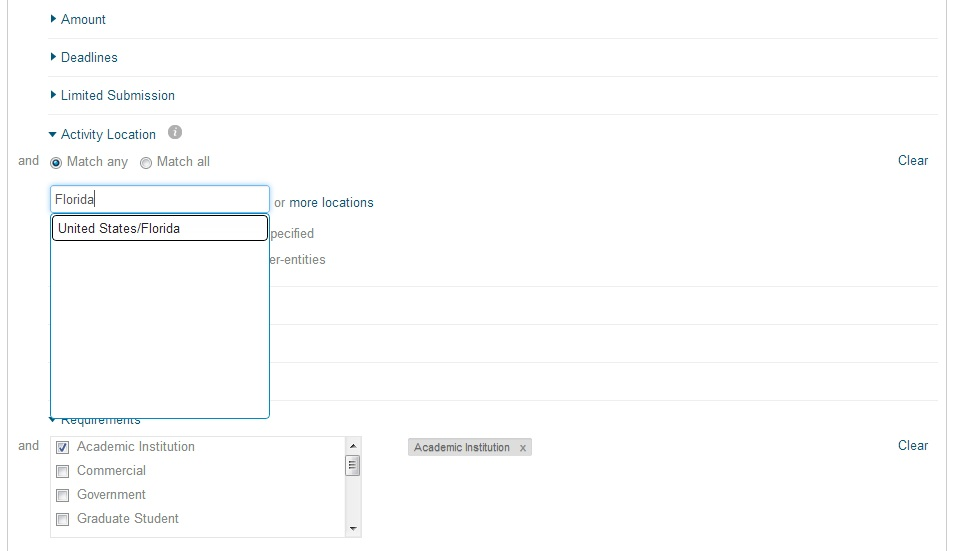 Amount
Deadlines
Limited Submission
Activity Location i
and Match any Match all Clear
Florida or more locations
United States/Florida pecified
er-entities
Requirements
and Academic Institution Academic Institution x Clear
Commercial
Government
Graduate Student